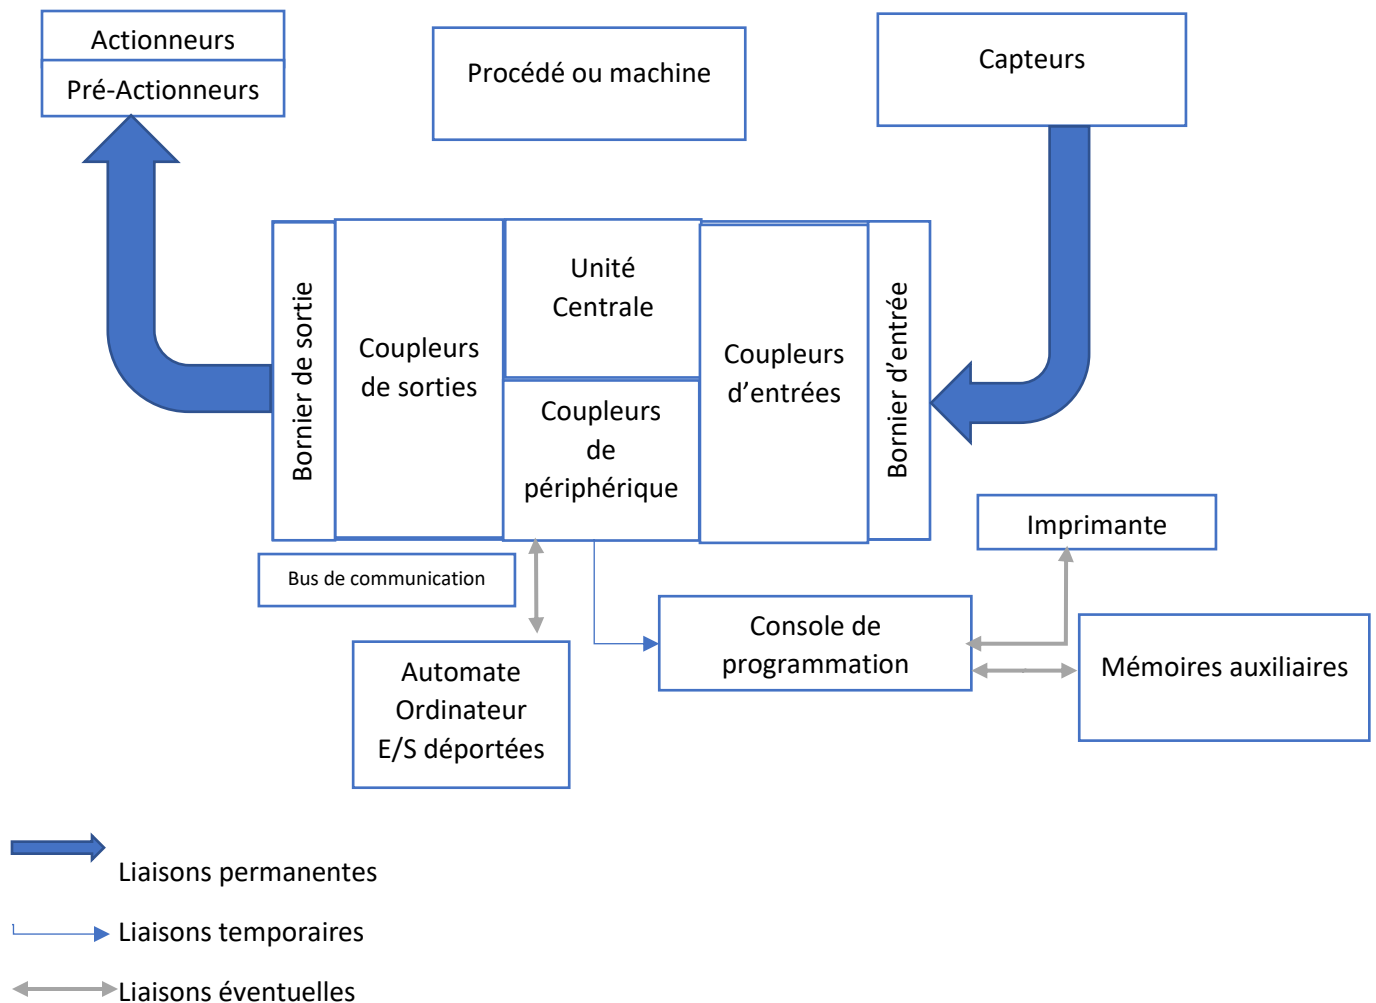 Actionneurs
Pré-Actionneurs
Procédé ou machine
Capteurs
Bornier de sortie
Coupleurs
de sorties
Unité
Centrale
Coupleurs
de
périphérique
Coupleurs
d’entrées
Bornier d’entrée
Imprimante
Bus de communication
Console de
programmation
Mémoires auxiliaires
Automate
Ordinateur
E/S déportées
Liaisons permanentes
Liaisons temporaires
Liaisons éventuelles